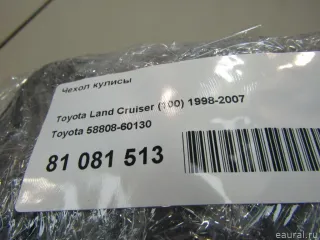 Чехол кулисы
Toyota Land Cruiser (100) 1998-2007
Toyota 58808-60130
81 081 513
eaural.ru